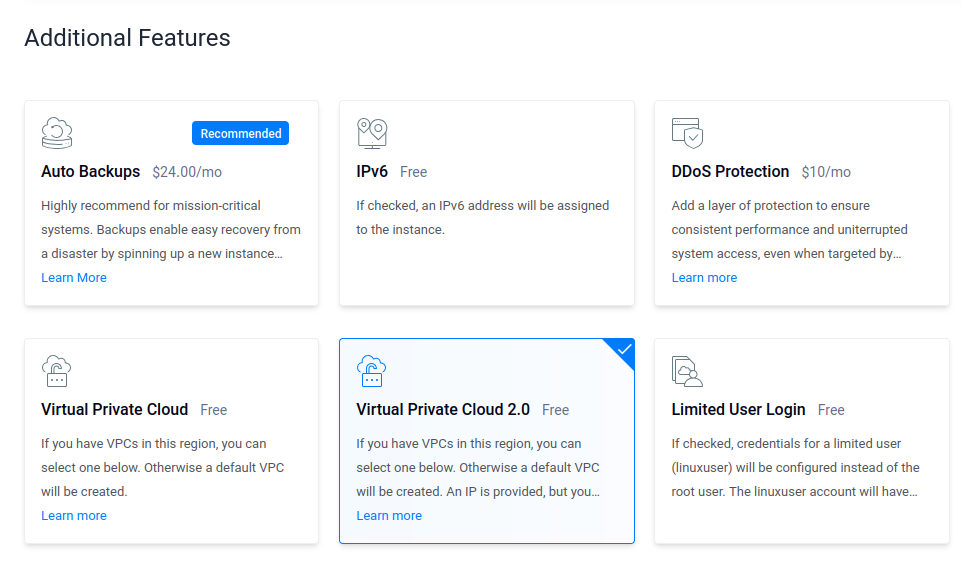 Additional Features
Recommended
Auto Backups $24.00/mo
Highly recommend for mission-critical
systems. Backups enable easy recovery from
a disaster by spinning up a new instance...
Learn More
IPv6 Free
If checked, an IPv6 address will be assigned
to the instance.
DDoS Protection $10/mo
Add a layer of protection to ensure
consistent performance and uniterrupted
system access, even when targeted by...
Learn more
Virtual Private Cloud Free
If you have VPCs in this region, you can
select one below. Otherwise a default VPC
will be created.
Learn more
Virtual Private Cloud 2.0 Free
If you have VPCs in this region, you can
select one below. Otherwise a default VPC
will be created. An IP is provided, but you...
Learn more
Limited User Login Free
If checked, credentials for a limited user
(linuxuser) will be configured instead of the
root user. The linuxuser account will have...